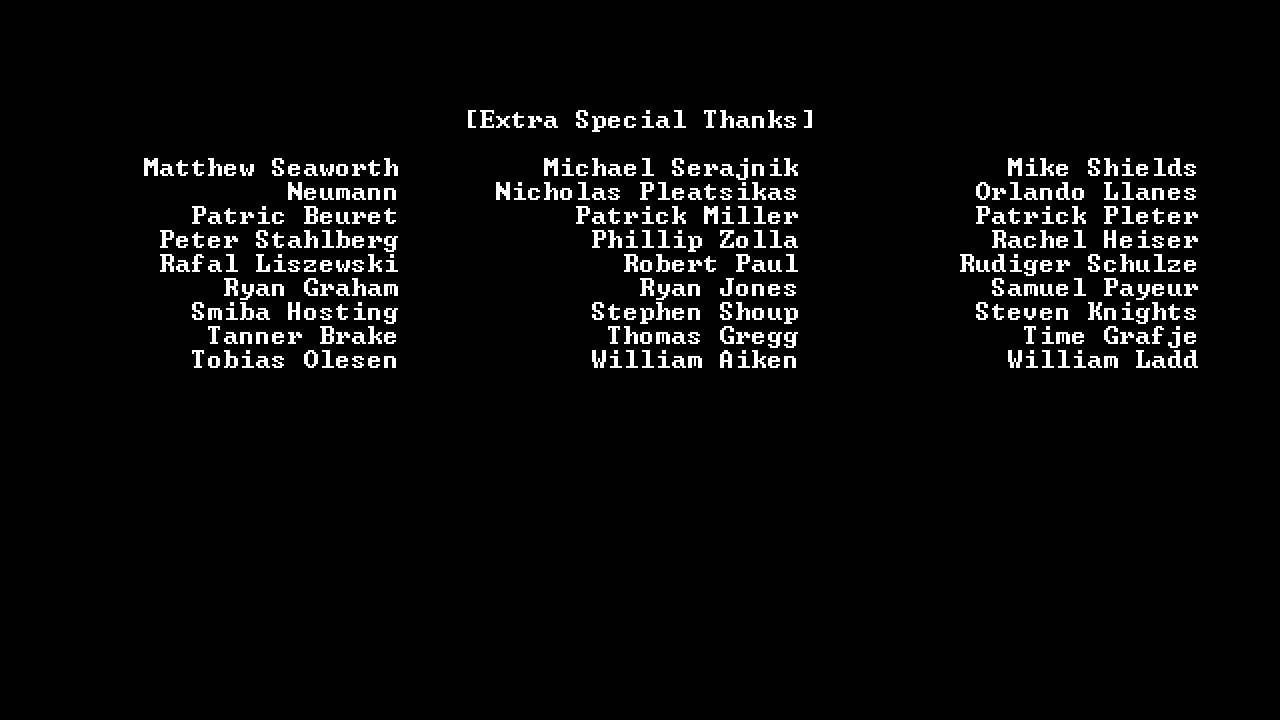 [Extra Special Thanks]
Matthew Seaworth Michael Serajnik Mike Shields
Neumann Nicholas Pleatsikas Orlando Llanes
Patric Beuret Patrick Miller Patrick Pleter
Peter Stahlberg Phillip Zolla Rachel Heiser
Rafal Liszewski Robert Paul Rudiger Schulze
Ryan Graham Ryan Jones Samuel Payeur
Smiba Hosting Stephen Shoup Steven Knights
Tanner Brake Thomas Gregg Time Grafje
Tobias Olesen William Aiken William Ladd